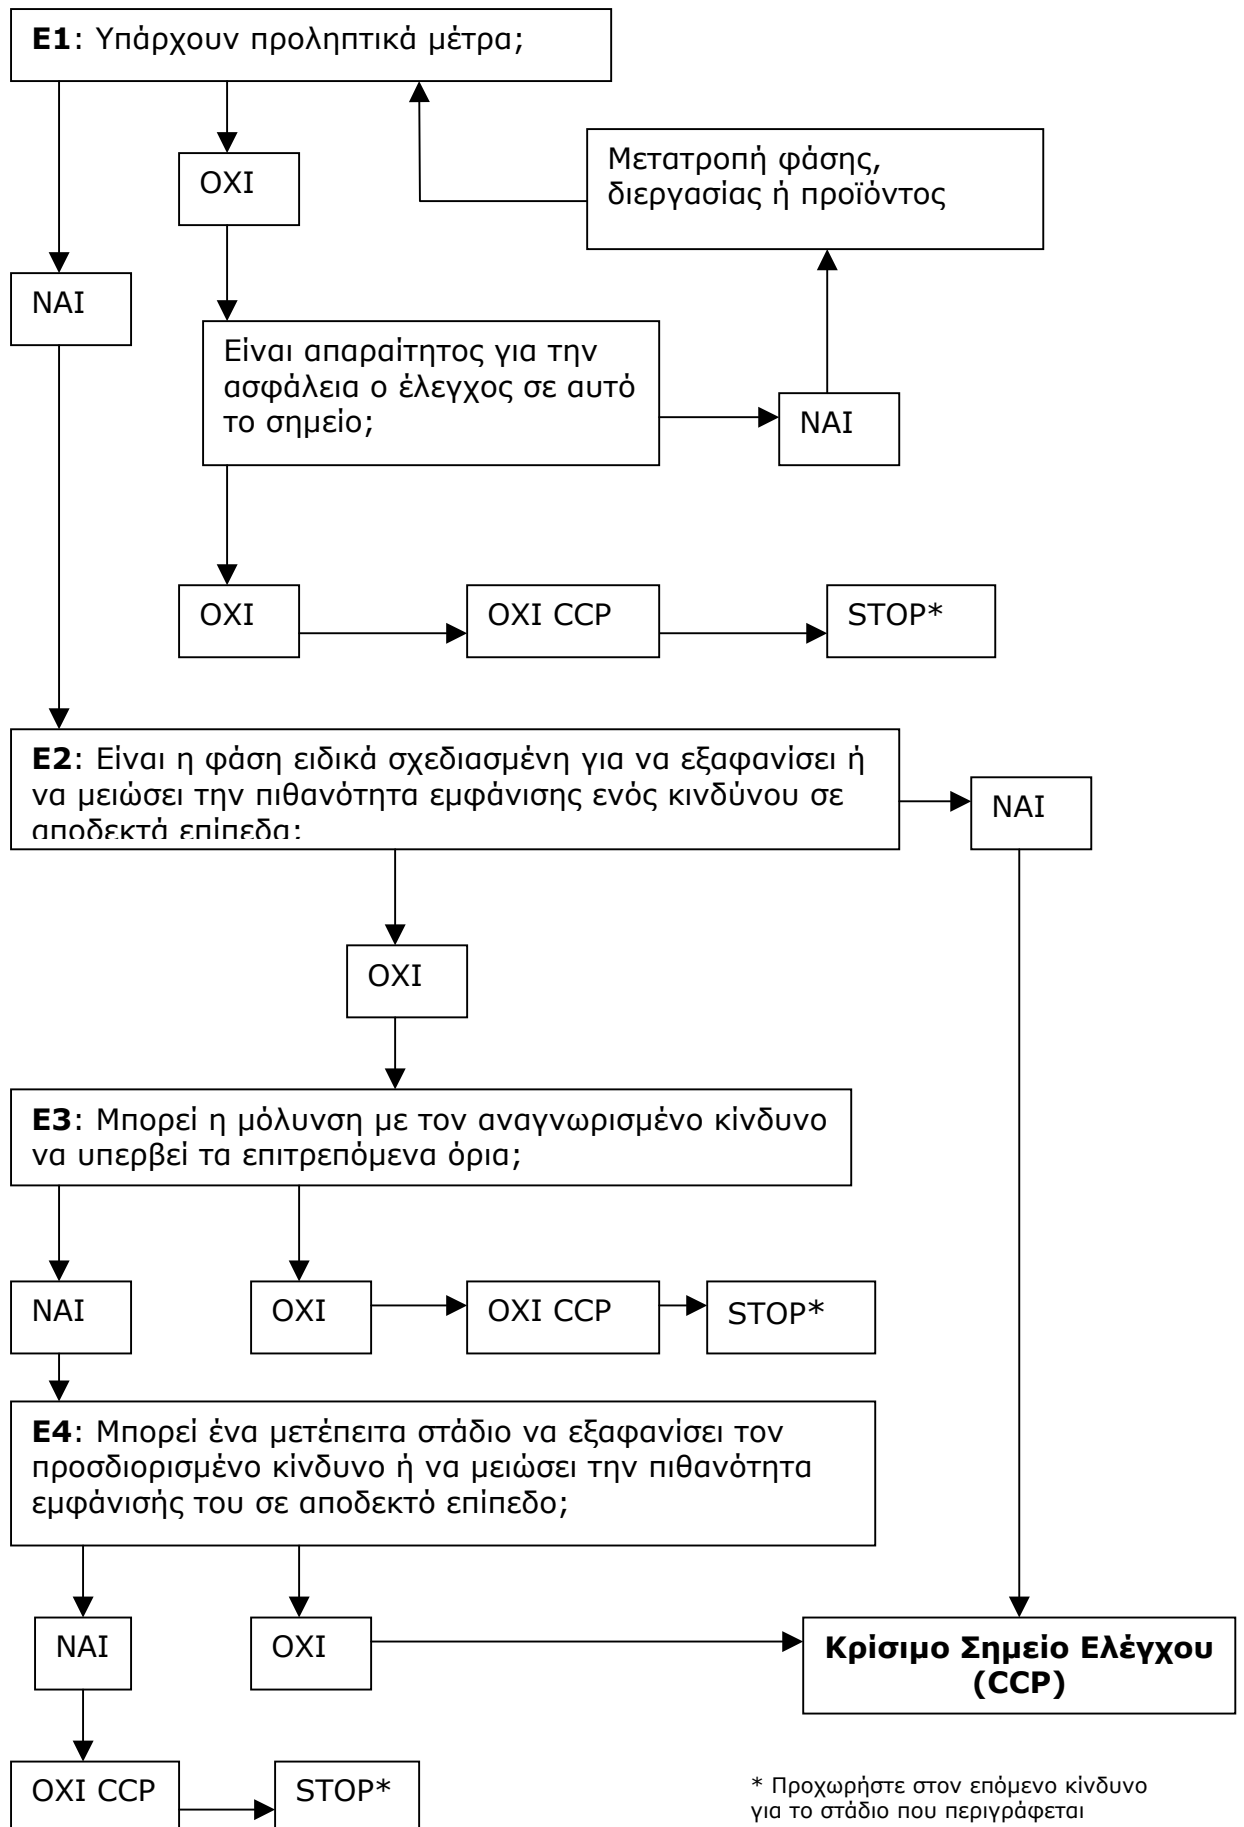 Ε1: Υπάρχουν προληπτικά μέτρα;
Μετατροπή φάσης,
διεργασίας ή προϊόντος
ΟΧΙ
ΝΑΙ
Είναι απαραίτητος για την
ασφάλεια ο έλεγχος σε αυτό
το σημείο;
ΝΑΙ
ΟΧΙ
ΟΧΙ CCP
STOP*
Ε2: Είναι η φάση ειδικά σχεδιασμένη για να εξαφανίσει ή
να μειώσει την πιθανότητα εμφάνισης ενός κινδύνου σε
αποδεκτά επίπεδα;
ΝΑΙ
ΟΧΙ
Ε3: Μπορεί η μόλυνση με τον αναγνωρισμένο κίνδυνο
να υπερβεί τα επιτρεπόμενα όρια;
ΝΑΙ
ΟΧΙ
ΟΧΙ CCP
STOP*
Ε4: Μπορεί ένα μετέπειτα στάδιο να εξαφανίσει τον
προσδιορισμένο κίνδυνο ή να μειώσει την πιθανότητα
εμφάνισής του σε αποδεκτό επίπεδο;
ΝΑΙ
ΟΧΙ
Κρίσιμο Σημείο Ελέγχου
(CCP)
ΟΧΙ CCP
STOP*
* Προχωρήστε στον επόμενο κίνδυνο
για το στάδιο που περιγράφεται